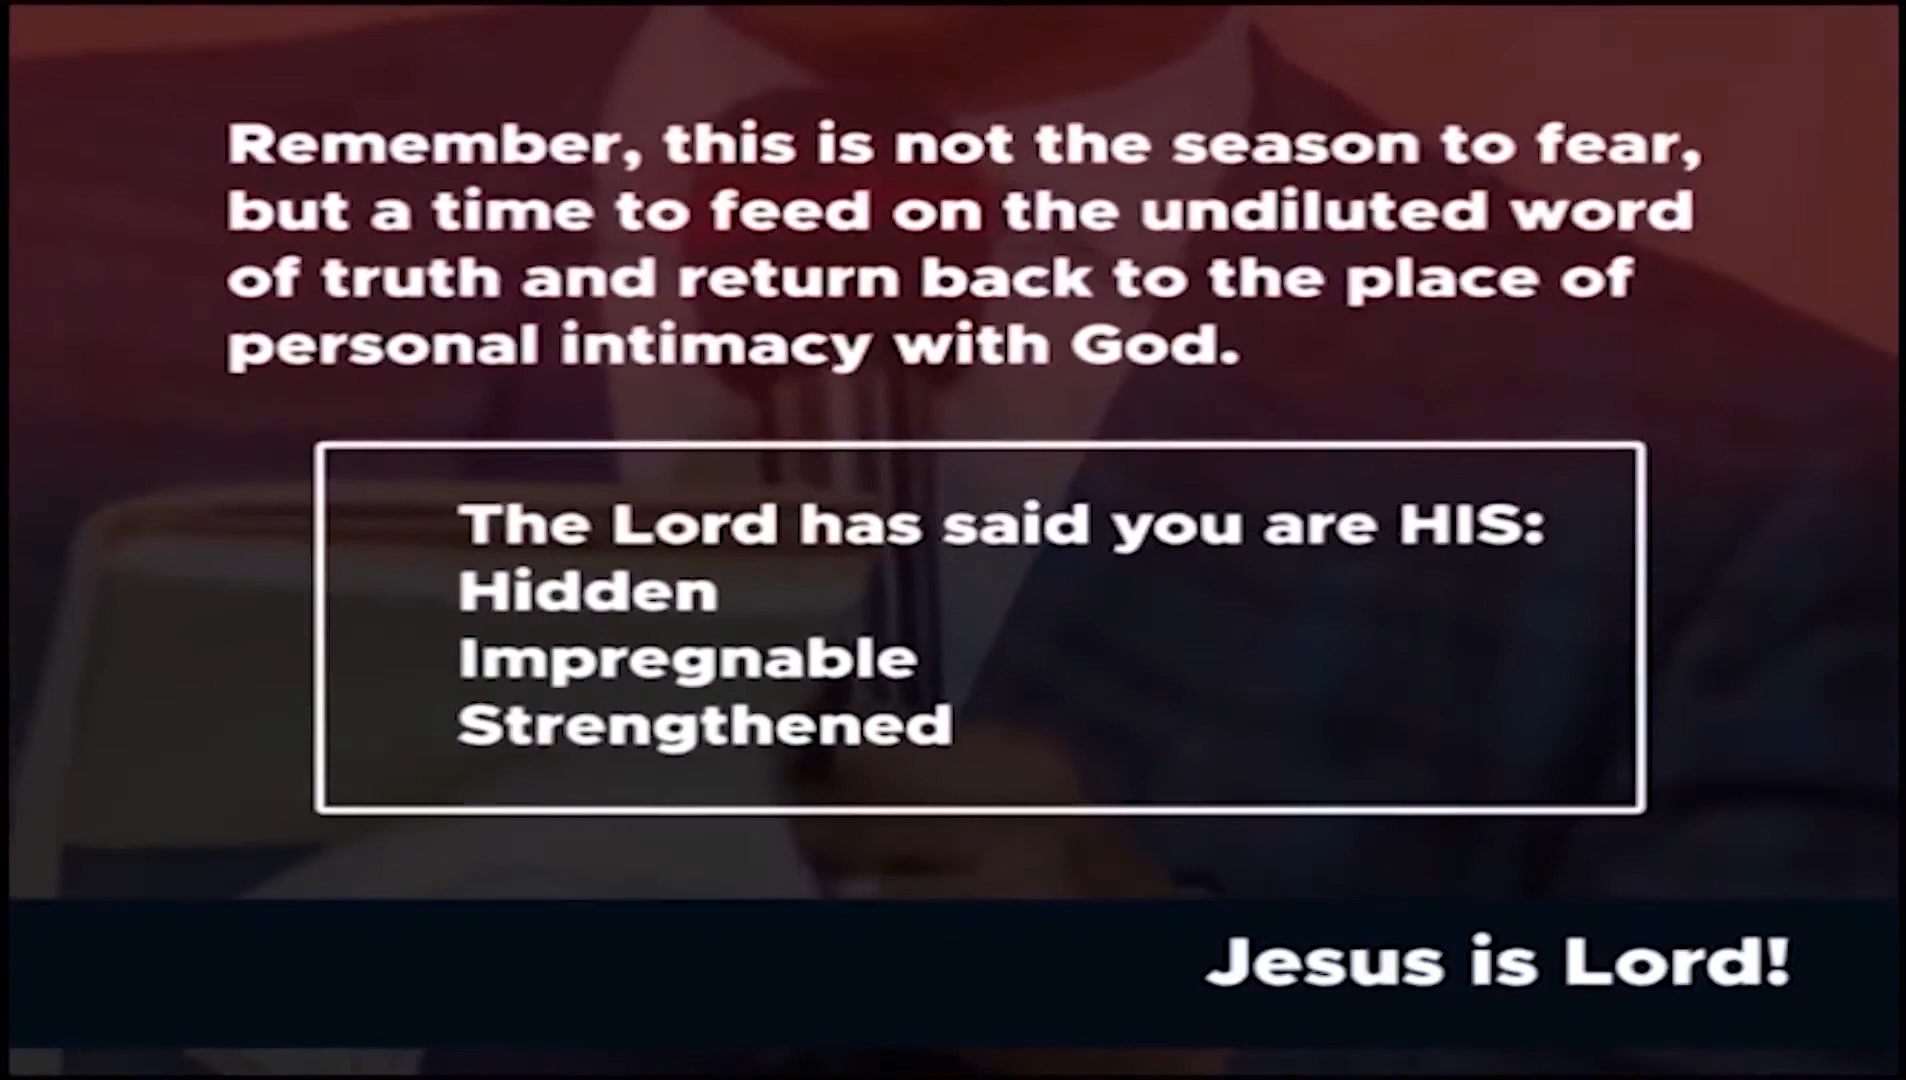 Remember, this is not the season to fear,
but a time to feed on the undiluted word
of truth and return back to the place of
personal intimacy with God.
The Lord has said you are HIS:
Hidden
Impregnable
Strengthened
Jesus is Lord!